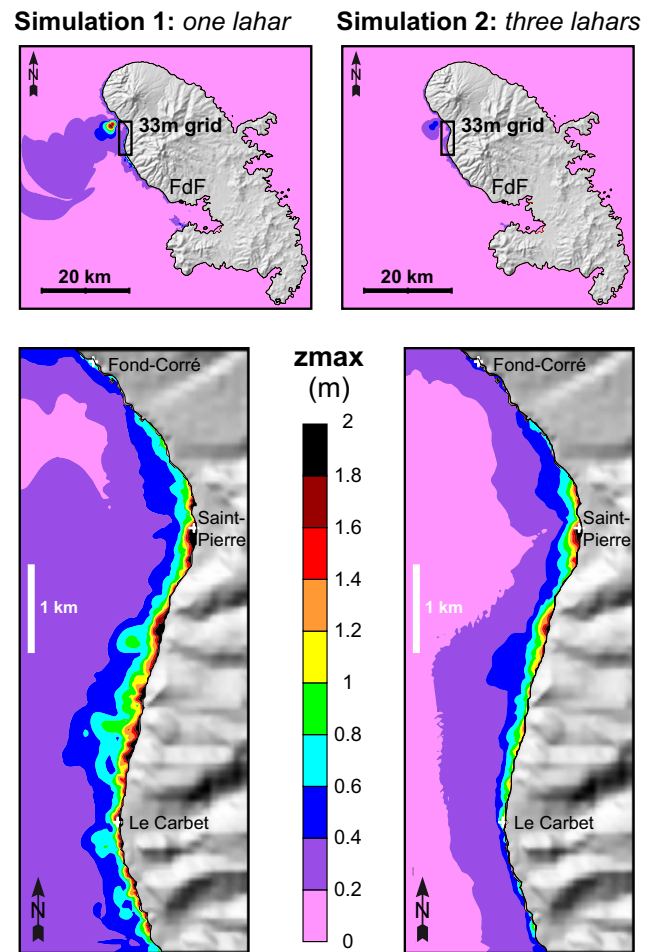 Simulation 1: one lahar
Simulation 2: three lahars
N
33m grid
FdF
20 km
N
33m grid
FdF
20 km
Fond-Corré
Saint-
Pierre
1 km
Le Carbet
N
zmax
(m)
2
1.8
1.6
1.4
1.2
1
0.8
0.6
0.4
0.2
0
Fond-Corré
Saint-
Pierre
1 km
Le Carbet
N